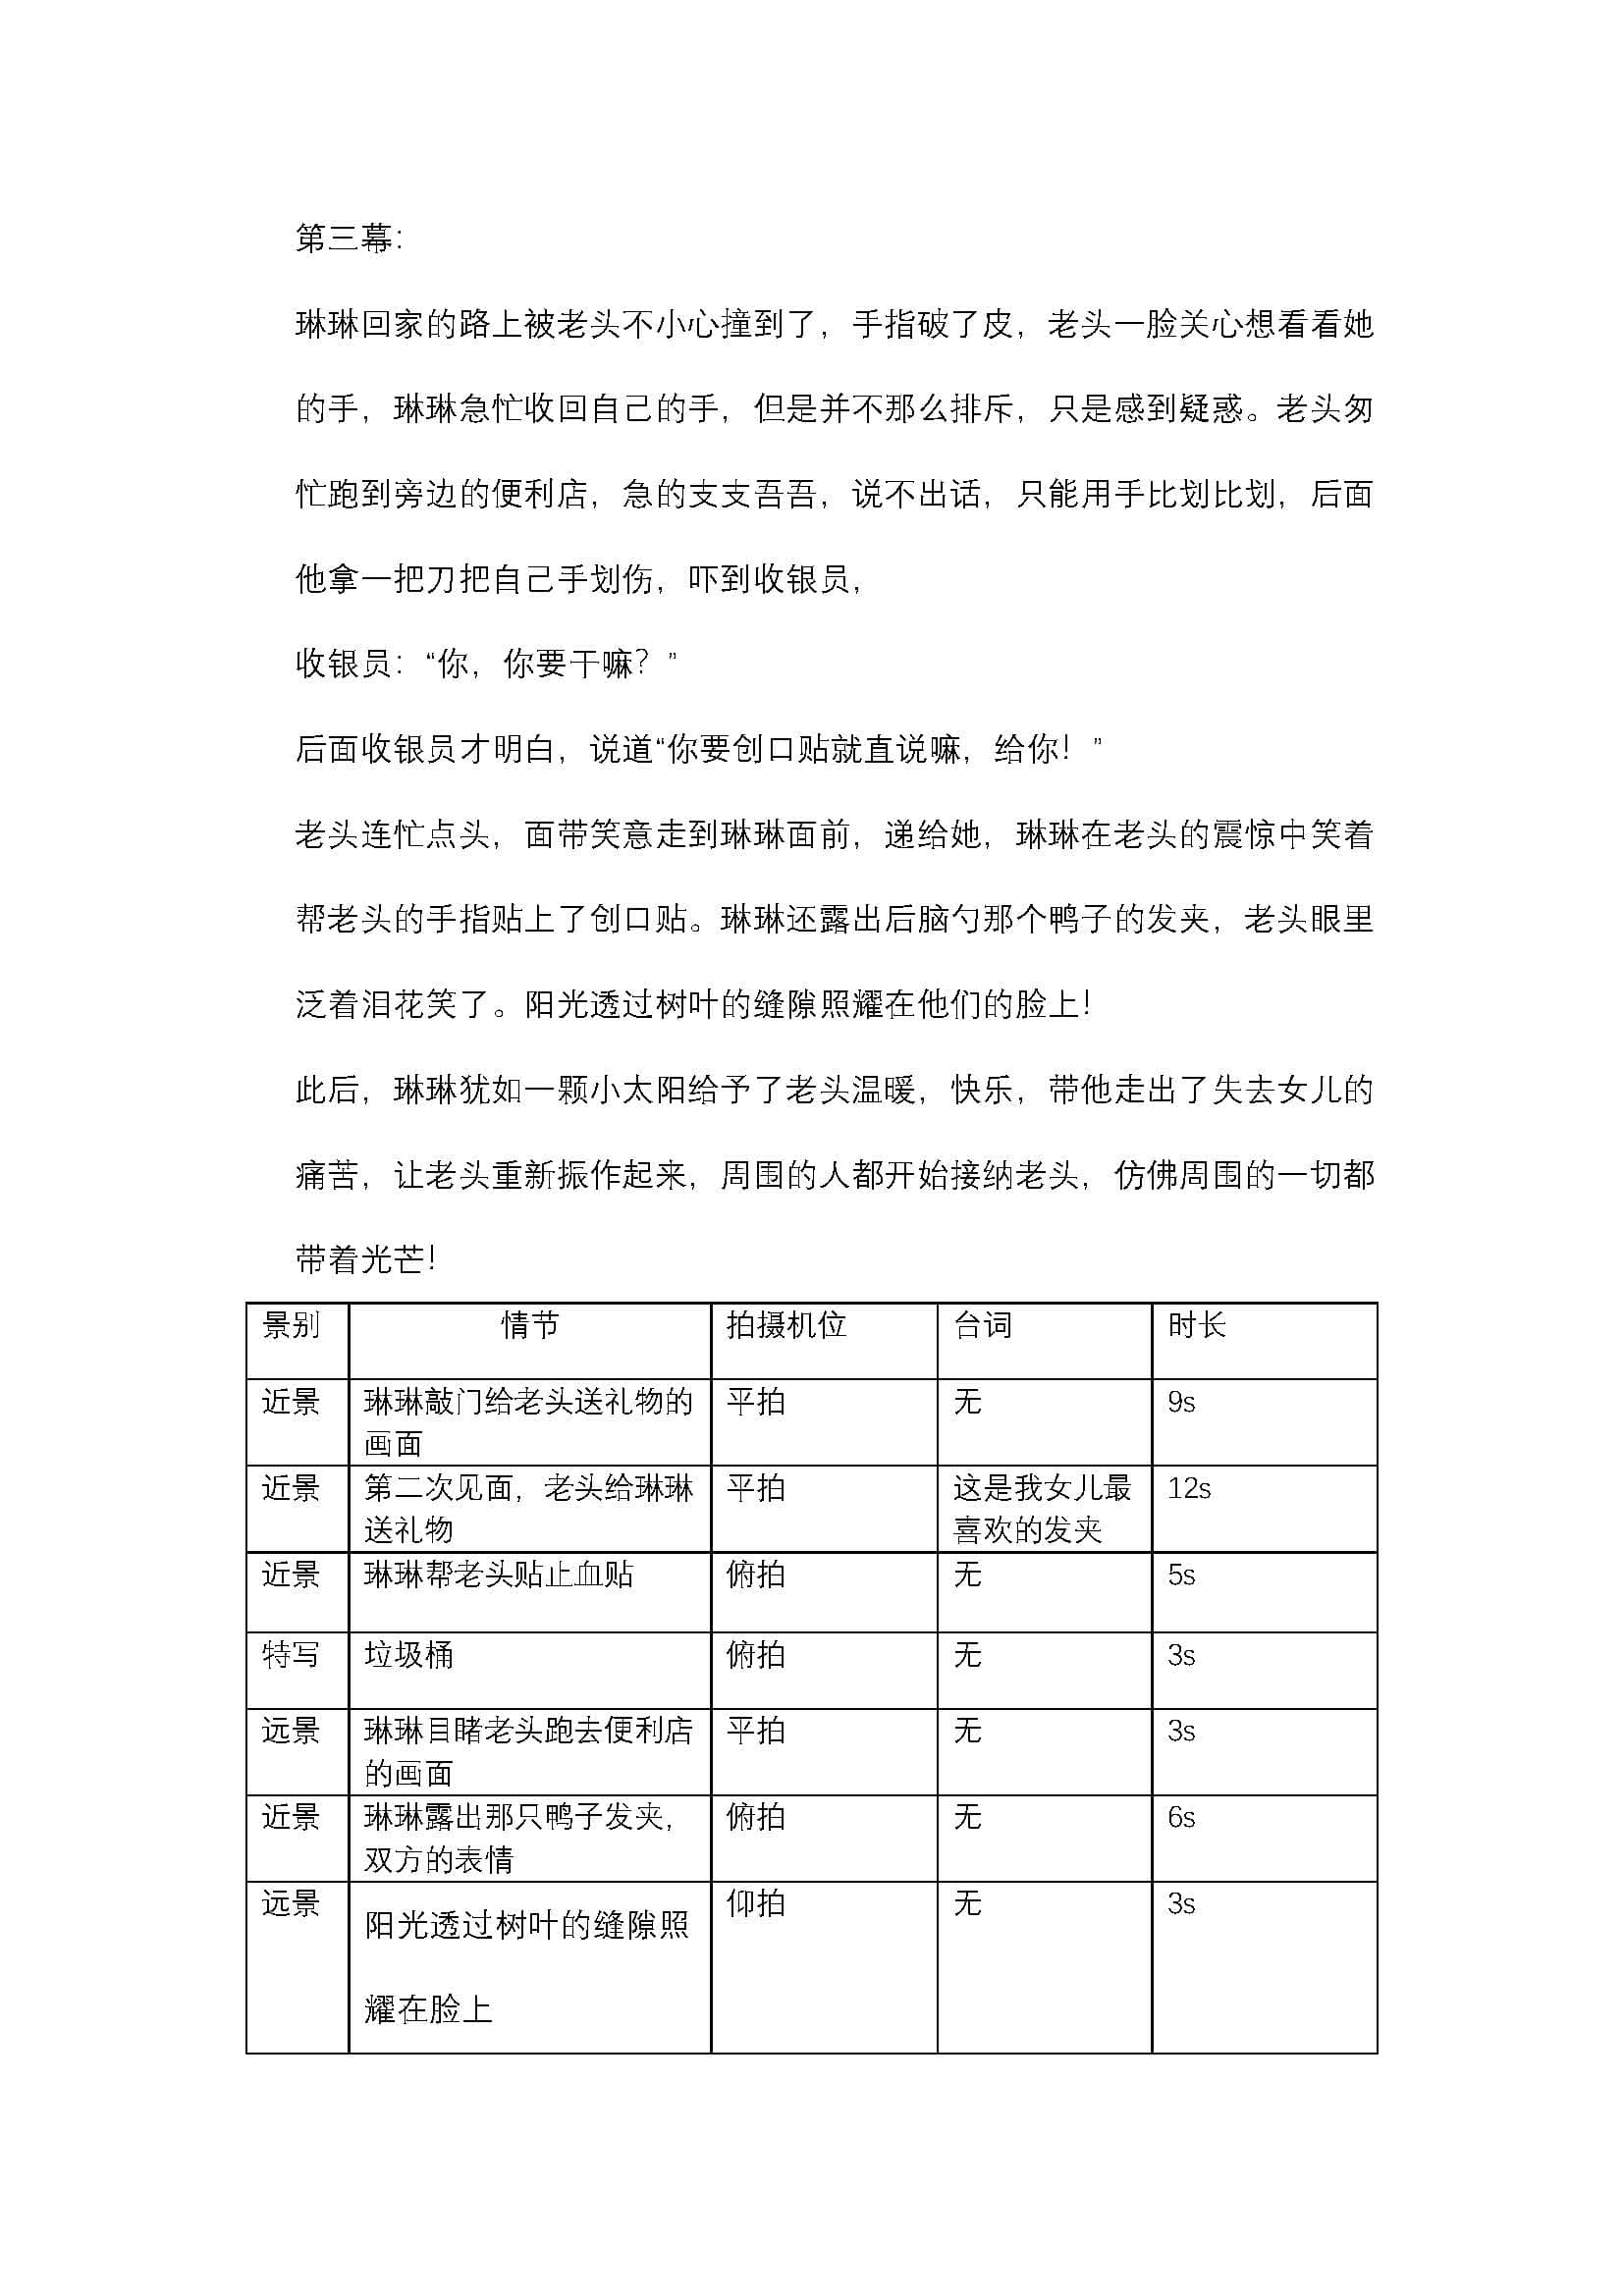 第三幕：
琳琳回家的路上被老头不小心撞到了，手指破了皮，老头一脸关心想看看她
的手，琳琳急忙收回自己的手，但是并不那么排斥，只是感到疑惑。老头匆
忙跑到旁边的便利店，急的支支吾吾，说不出话，只能用手比划比划，后面
他拿一把刀把自己手划伤，吓到收银员，
收银员：“你，你要干嘛？”
后面收银员才明白，说道“你要创口贴就直说嘛，给你！”
老头连忙点头，面带笑意走到琳琳面前，递给她，琳琳在老头的震惊中笑着
帮老头的手指贴上了创口贴。琳琳还露出后脑勺那个鸭子的发夹，老头眼里
泛着泪花笑了。阳光透过树叶的缝隙照耀在他们的脸上！
此后，琳琳犹如一颗小太阳给予了老头温暖，快乐，带他走出了失去女儿的
痛苦，让老头重新振作起来，周围的人都开始接纳老头，仿佛周围的一切都
带着光芒！
景别 情节 拍摄机位 台词 时长
近景 琳琳敲门给老头送礼物的 平拍 无 9s
画面
近景 第二次见面，老头给琳琳 平拍 这是我女儿最 12s
送礼物 喜欢的发夹
近景 琳琳帮老头贴止血贴 俯拍 无 5s
特写 垃圾桶 俯拍 无 3s
远景 琳琳目睹老头跑去便利店 平拍 无 3s
的画面
近景 琳琳露出那只鸭子发夹， 俯拍 无 6s
双方的表情
远景 阳光透过树叶的缝隙照 仰拍 无 3s
耀在脸上